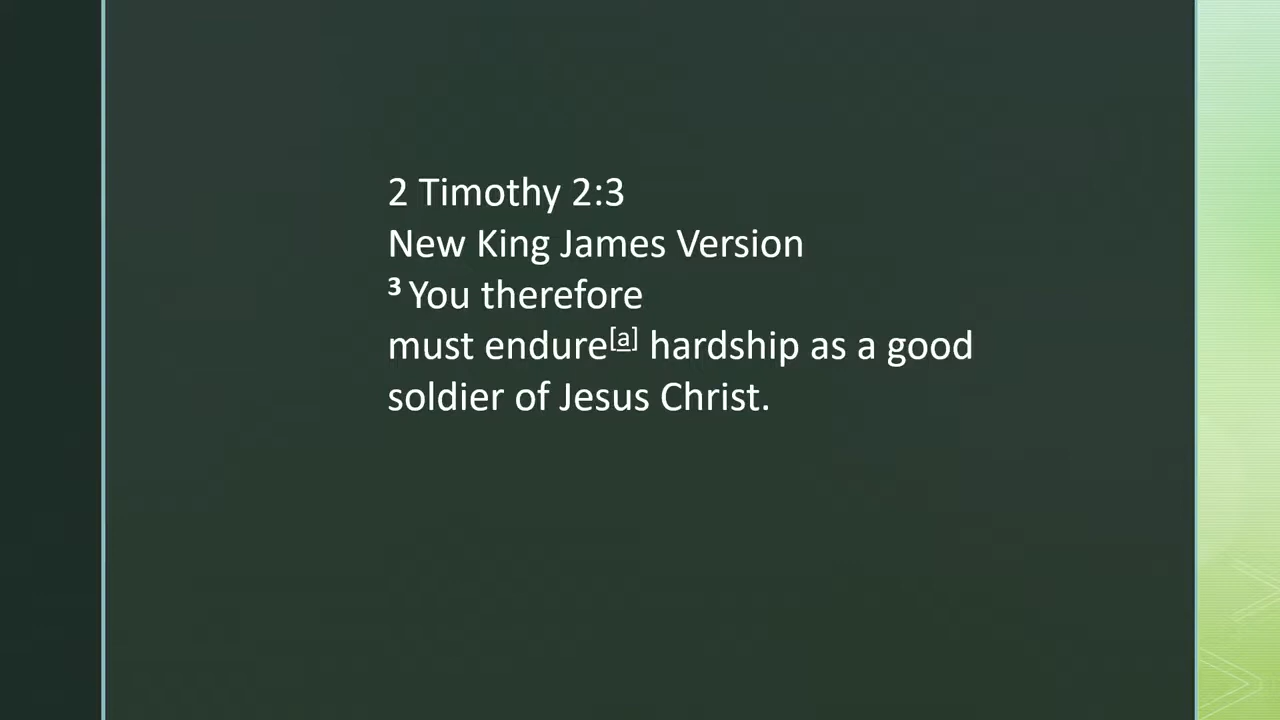 2 Timothy 2:3
New King James Version
3 You therefore
must endure[a] hardship as a good
soldier of Jesus Christ.